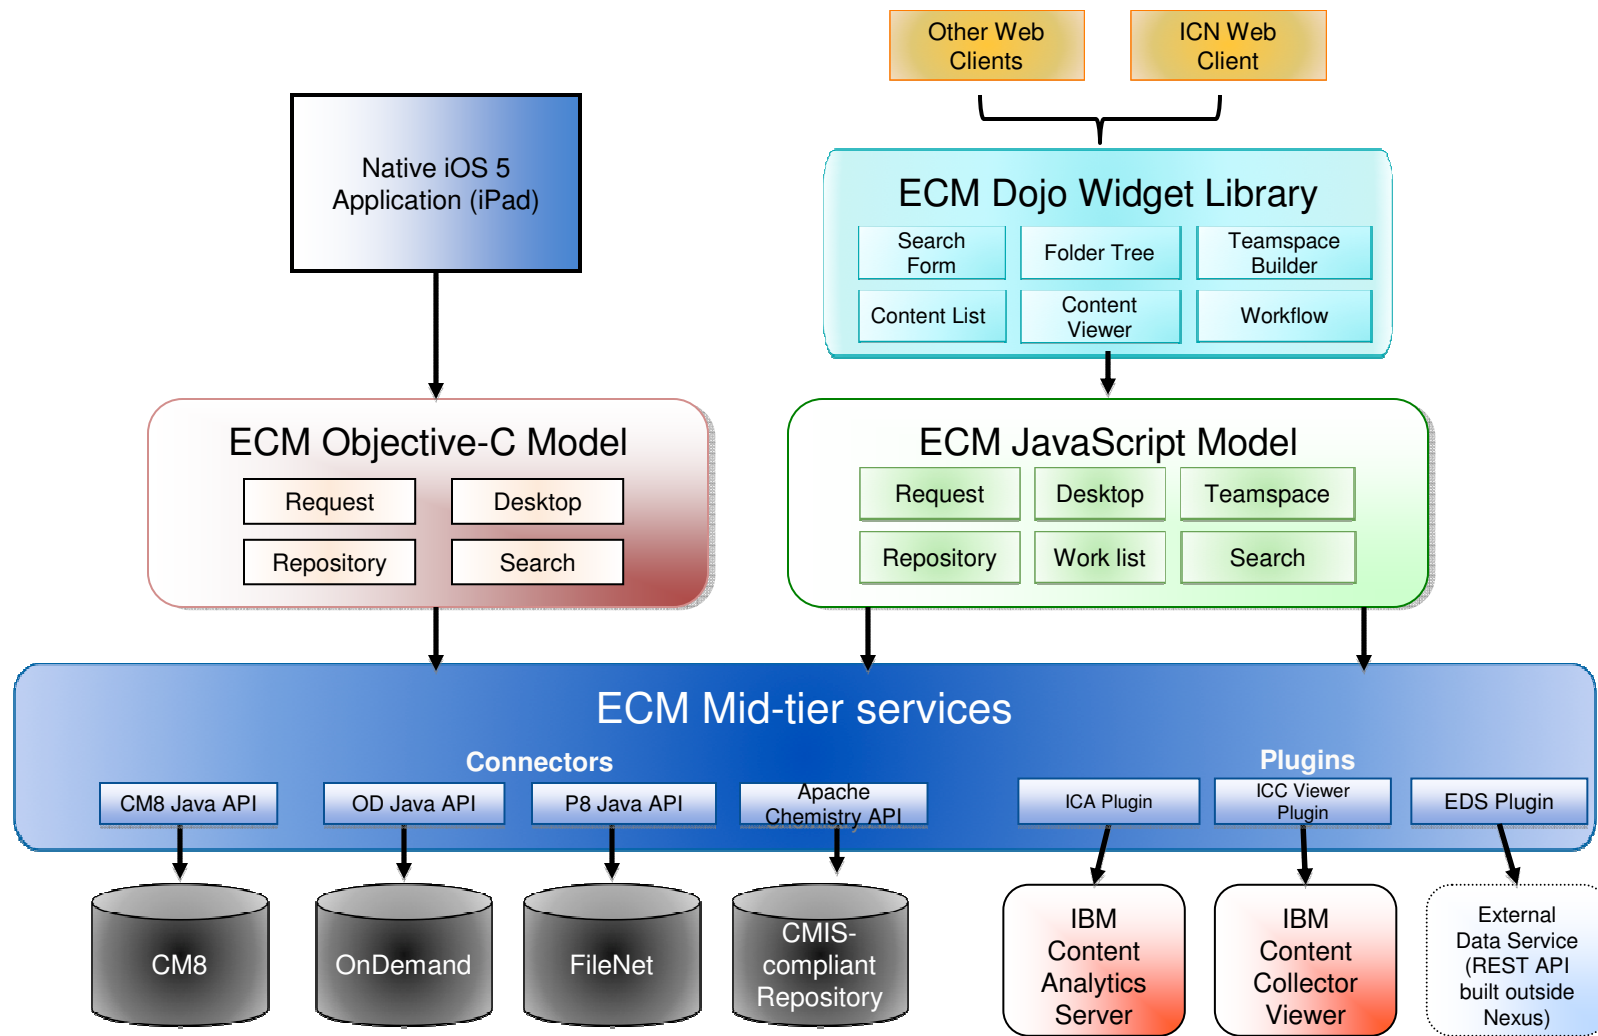 Other Web
Clients
ICN Web
Client
Native iOS 5
Application (iPad)
ECM Dojo Widget Library
Search
Form
Folder Tree
Teamspace
Builder
Content List
Content
Viewer
Workflow
ECM Objective-C Model
Request
Desktop
Repository
Search
ECM JavaScript Model
Request
Desktop
Teamspace
Repository
Work list
Search
ECM Mid-tier services
Connectors
Plugins
CM8 Java API
OD Java API
P8 Java API
Apache
Chemistry API
ICA Plugin
ICC Viewer
Plugin
EDS Plugin
CM8
OnDemand
FileNet
CMIS-
compliant
Repository
IBM
Content
Analytics
Server
IBM
Content
Collector
Viewer
External
Data Service
(REST API
built outside
Nexus)